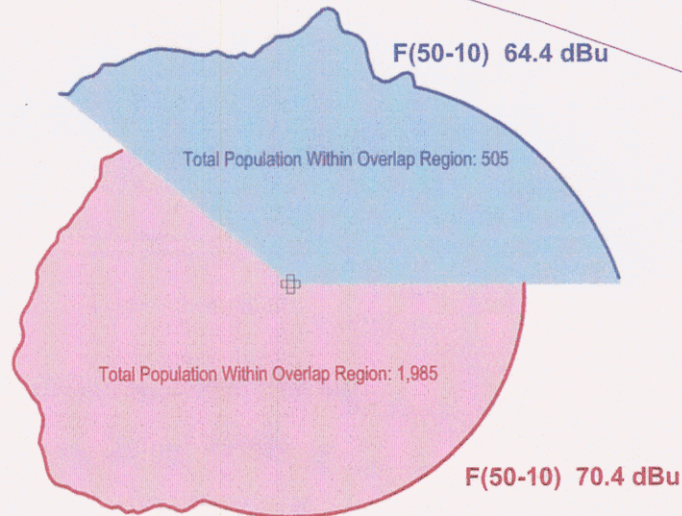 F(50-10) 64.4 dBu
Total Population Within Overlap Region: 505
Total Population Within Overlap Region: 1,985
F(50-10) 70.4 dBu